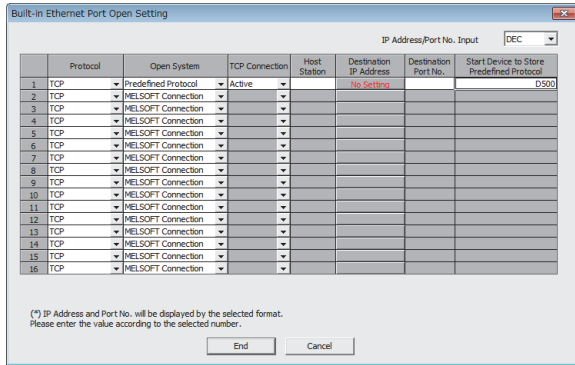 Built-in Ethernet Port Open Setting
IP Address/Port No. Input DEC
Protocol Open System TCP Connection Host Station Destination IP Address Destination Port No. Start Device to Store Predefined Protocol
1 TCP Predefined Protocol Active No Setting D500
2 TCP MELSOFT Connection
3 TCP MELSOFT Connection
4 TCP MELSOFT Connection
5 TCP MELSOFT Connection
6 TCP MELSOFT Connection
7 TCP MELSOFT Connection
8 TCP MELSOFT Connection
9 TCP MELSOFT Connection
10 TCP MELSOFT Connection
11 TCP MELSOFT Connection
12 TCP MELSOFT Connection
13 TCP MELSOFT Connection
14 TCP MELSOFT Connection
15 TCP MELSOFT Connection
16 TCP MELSOFT Connection
(*) IP Address and Port No. will be displayed by the selected format.
Please enter the value according to the selected number.
End Cancel